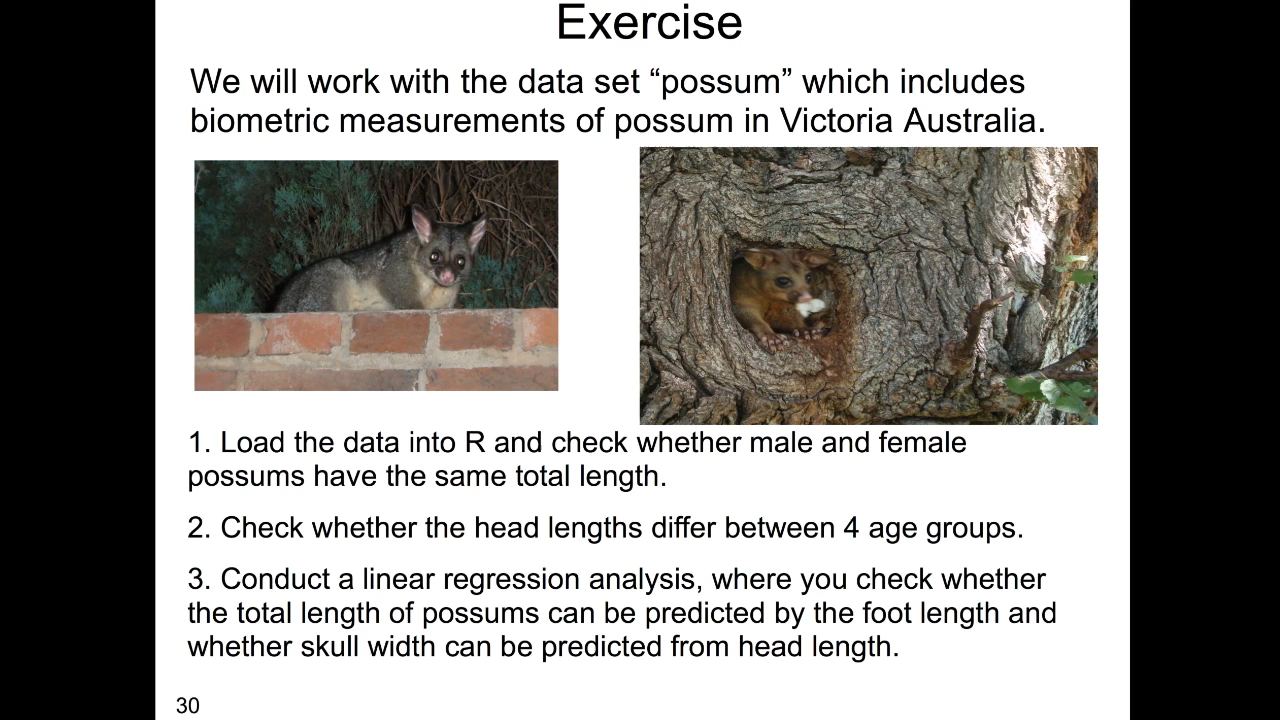 Exercise
We will work with the data set “possum” which includes
biometric measurements of possum in Victoria Australia.
1. Load the data into R and check whether male and female
possums have the same total length.
2. Check whether the head lengths differ between 4 age groups.
3. Conduct a linear regression analysis, where you check whether
the total length of possums can be predicted by the foot length and
whether skull width can be predicted from head length.
30